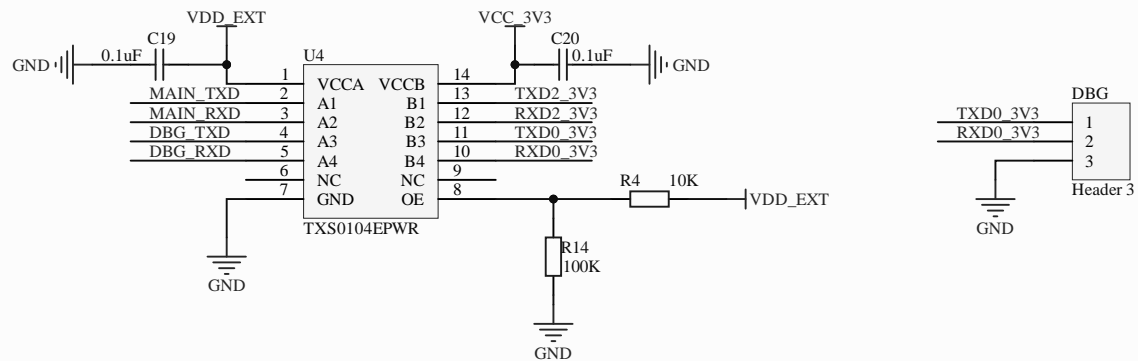 VDD_EXT
VCC_3V3
C19
C20
GND
0.1uF
U4
0.1uF
GND
1
VCCA
VCCB
14
MAIN_TXD
2
A1
B1
13
TXD2_3V3
MAIN_RXD
3
A2
B2
12
RXD2_3V3
DBG_TXD
4
A3
B3
11
TXD0_3V3
DBG_RXD
5
A4
B4
10
RXD0_3V3
6
NC
NC
9
7
GND
OE
8
TXS0104EPWR
GND
R4
10K
VDD_EXT
R14
100K
GND
DBG
TXD0_3V3
1
RXD0_3V3
2
3
Header 3
GND